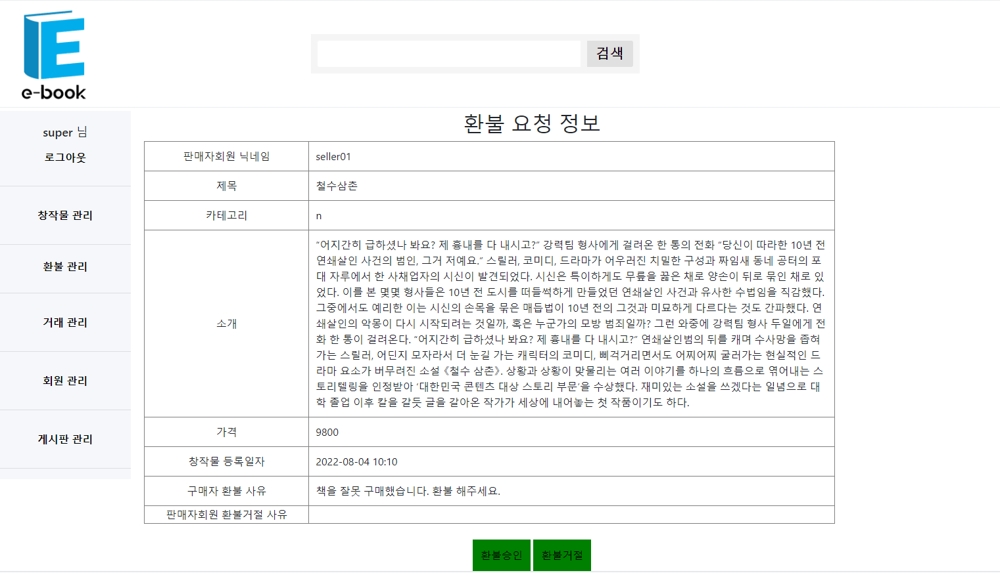 e-book
검색
super 님
로그아웃
창작물 관리
환불 관리
거래 관리
회원 관리
게시판 관리
환불 요청 정보
판매자회원 닉네임 seller01
제목 철수삼촌
카테고리 n
소개
“어지간히 급하셨나 봐요? 제 흉내를 다 내시고?” 강력팀 형사에게 걸려온 한 통의 전화 “당신이 따라한 10년 전
연쇄살인 사건의 범인, 그거 저예요.” 스릴러, 코미디, 드라마가 어우러진 치밀한 구성과 짜임새 동네 공터의 포
대 자루에서 한 사채업자의 시신이 발견되었다. 시신은 특이하게도 무릎을 꿇은 채로 양손이 뒤로 묶인 채로 있
었다. 이를 본 몇몇 형사들은 10년 전 도시를 떠들썩하게 만들었던 연쇄살인 사건과 유사한 수법임을 직감했다.
그중에서도 예리한 이는 시신의 손목을 묶은 매듭법이 10년 전의 그것과 미묘하게 다르다는 것도 간파했다. 연
쇄살인의 악몽이 다시 시작되려는 것일까, 혹은 누군가의 모방 범죄일까? 그런 와중에 강력팀 형사 두일에게 전
화 한 통이 걸려온다. “어지간히 급하셨나 봐요? 제 흉내를 다 내시고?” 연쇄살인범의 뒤를 캐며 수사망을 좁혀
가는 스릴러, 어딘지 모자라서 더 눈길 가는 캐릭터의 코미디, 삐걱거리면서도 어찌어찌 굴러가는 현실적인 드
라마 요소가 버무려진 소설 《철수 삼촌》. 상황과 상황이 맞물리는 여러 이야기를 하나의 흐름으로 엮어내는 스
토리텔링을 인정받아 ‘대한민국 콘텐츠 대상 스토리 부문’을 수상했다. 재미있는 소설을 쓰겠다는 일념으로 대
학 졸업 이후 칼을 갈듯 글을 갈아온 작가가 세상에 내어놓는 첫 작품이기도 하다.
가격 9800
창작물 등록일자 2022-08-04 10:10
구매자 환불 사유 책을 잘못 구매했습니다. 환불 해주세요.
판매자회원 환불거절 사유
환불승인 환불거절